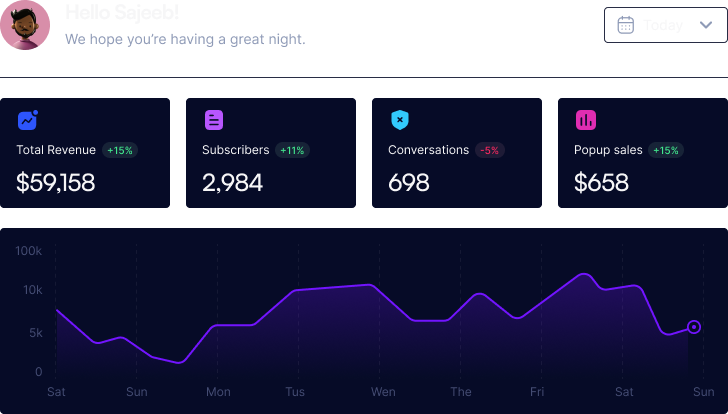 Hello Sajeeb!
We hope you're having a great night.
Today
Total Revenue +15%
$59,158
Subscribers +11%
2,984
Conversations -5%
698
Popup sales +15%
$658
100k
10k
5k
0
Sat Sun Mon Tus Wen The Fri Sat Sun